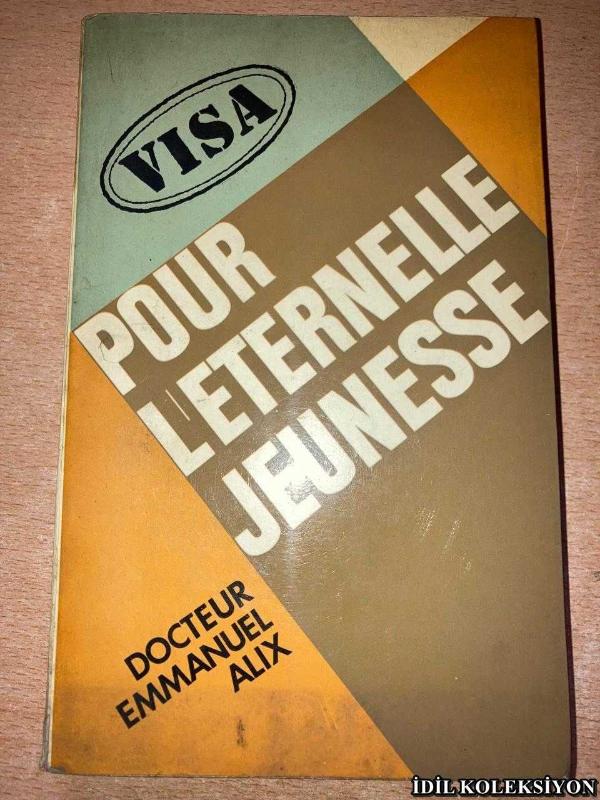 VISA
POUR
L'ETERNELLE
JEUNESSE
DOCTEUR
EMMANUEL
ALIX
İDİL KOLEKSİYON